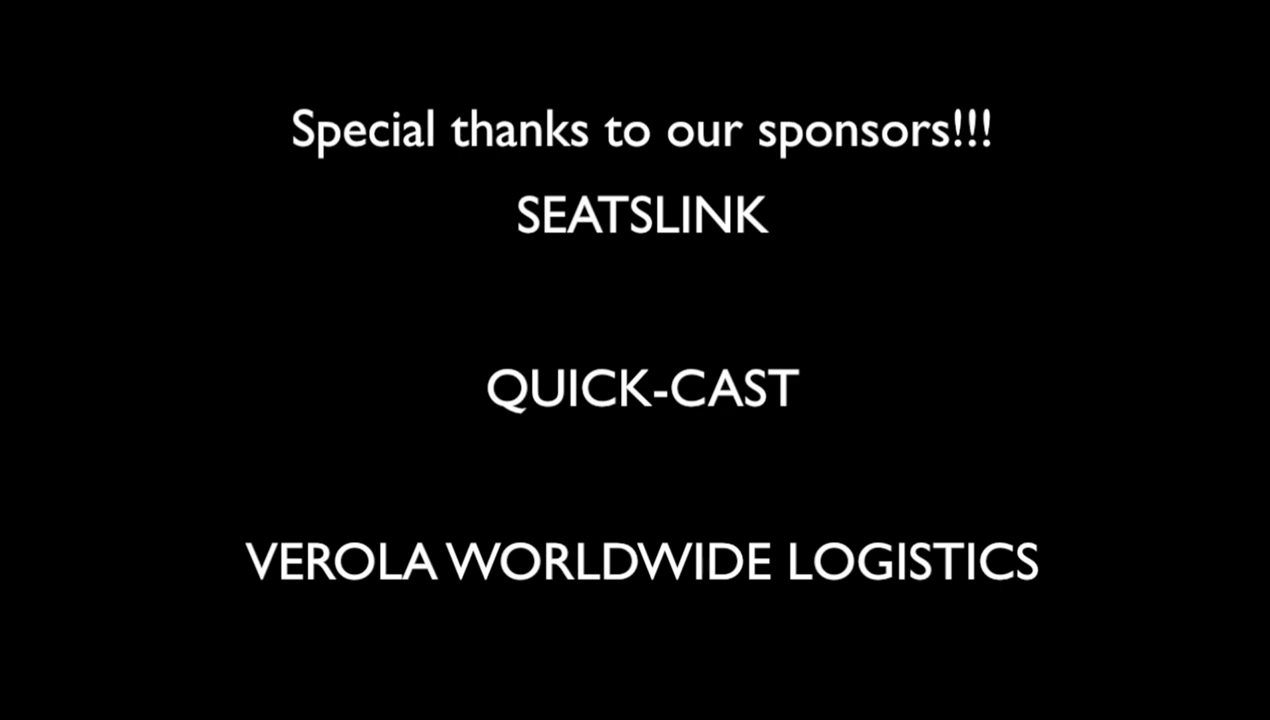 Special thanks to our sponsors!!!
SEATSLINK
QUICK-CAST
VEROLA WORLDWIDE LOGISTICS